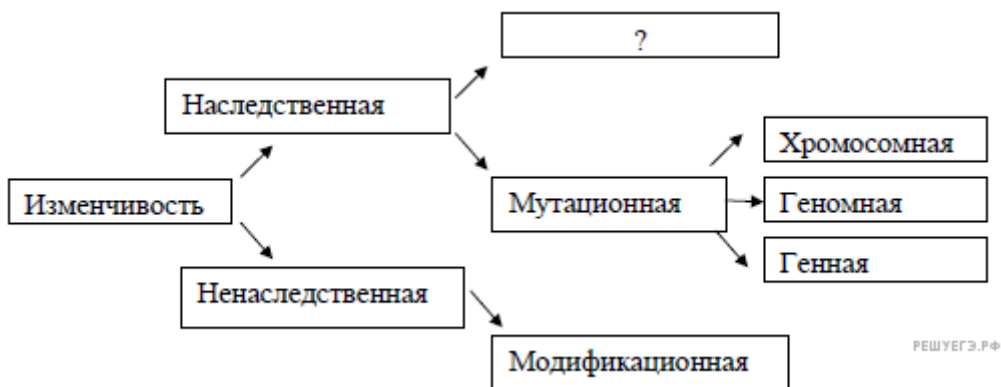 ?
Наследственная
Хромосомная
Изменчивость
Мутационная
Геномная
Генная
Ненаследственная
Модификационная
РЕШУЕГЭ.РФ